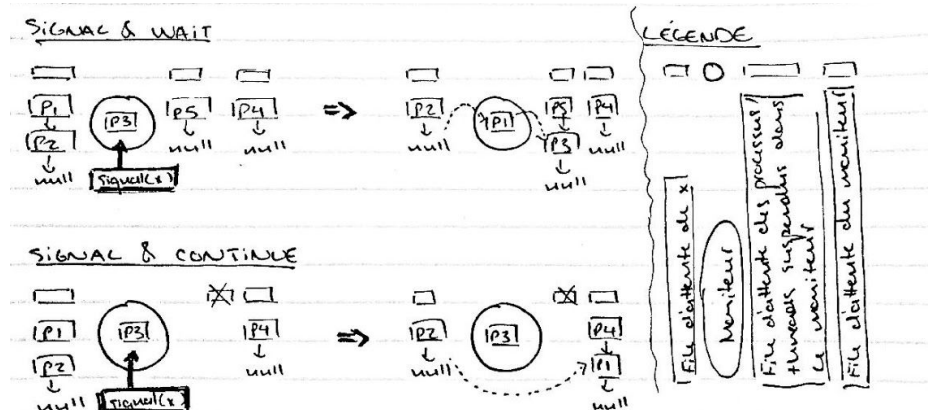 SIGNAL & WAIT
P1 P3 P5 P4 => P2 P1 P5 P4
P2 null null null P3 null
null signal(x) null
SIGNAL & CONTINUE
P1 P3 P4 => P2 P3 P4
P2 null null P1
null signal(x) null
LÉGENDE
File d'attente de x
Moniteur
File d'attente des processus/
threads suspendus dans
le moniteur
File d'attente du moniteur